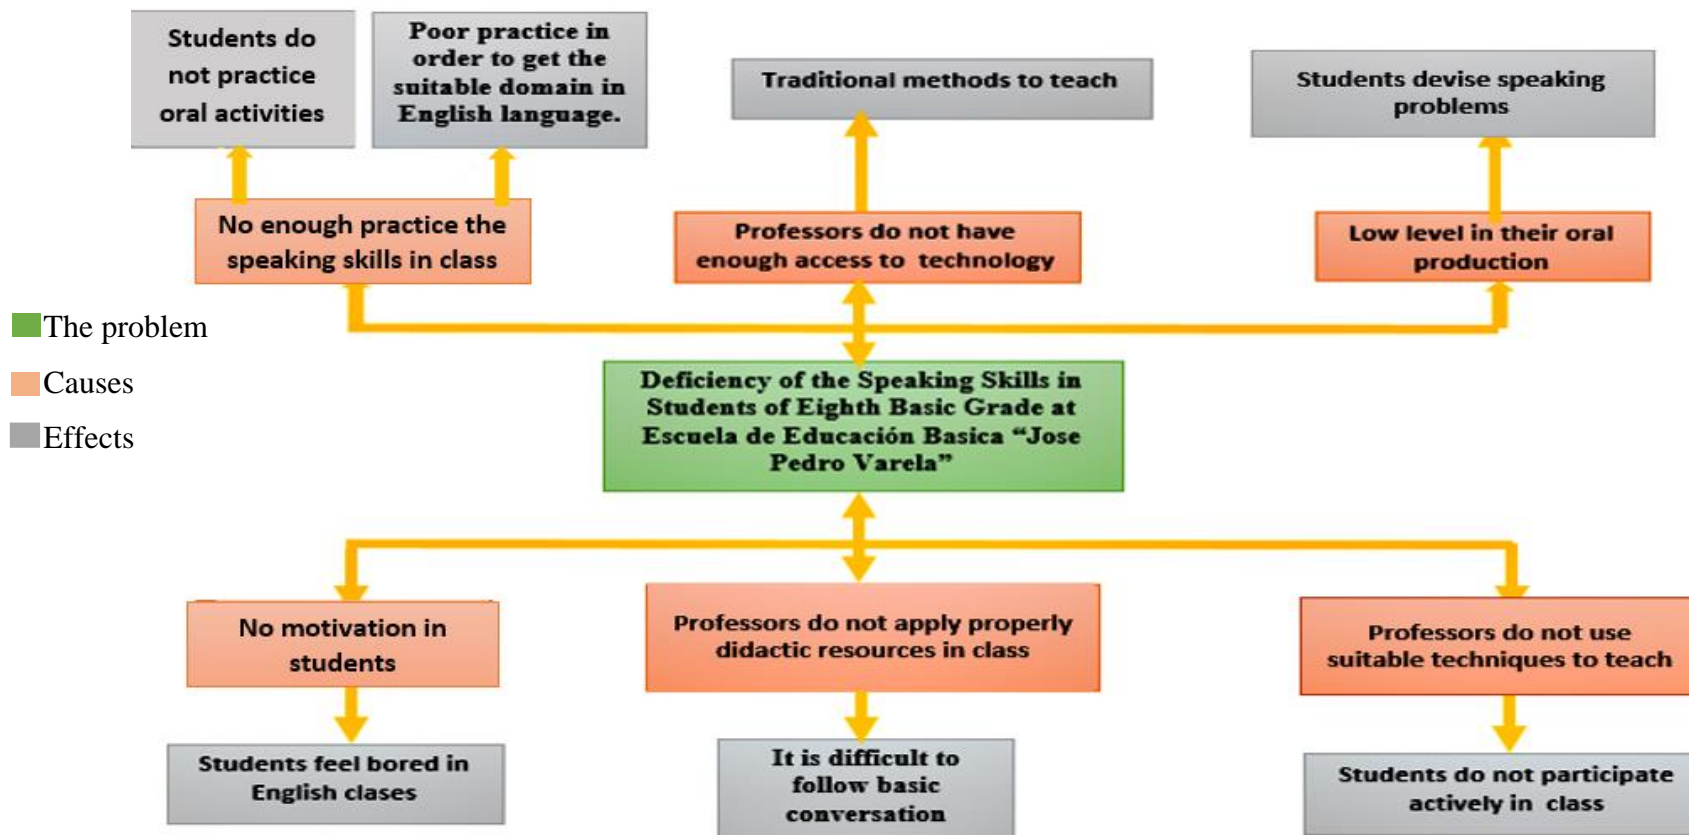 Students do
not practice
oral activities
Poor practice in
order to get the
suitable domain in
English language.
Traditional methods to teach
Students devise speaking
problems
No enough practice the
speaking skills in class
Professors do not have
enough access to technology
Low level in their oral
production
The problem
Causes
Effects
Deficiency of the Speaking Skills in
Students of Eighth Basic Grade at
Escuela de Educación Basica “Jose
Pedro Varela”
No motivation in
students
Professors do not apply properly
didactic resources in class
Professors do not use
suitable techniques to teach
Students feel bored in
English clases
It is difficult to
follow basic
conversation
Students do not participate
actively in class